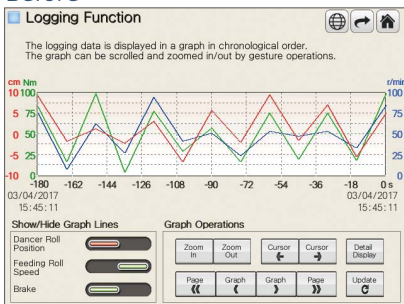 Before
Logging Function
The logging data is displayed in a graph in chronological order.
The graph can be scrolled and zoomed in/out by gesture operations.
cm Nm r/min
10 100 100
5 75 75
0 50 50
-5 25 25
-10 0 0
-180 -162 -144 -126 -108 -90 -72 -54 -36 -18 0 s
03/04/2017 03/04/2017
15:45:11 15:45:11
Show/Hide Graph Lines Graph Operations
Dancer Roll
Position
Feeding Roll
Speed
Brake
Zoom
In
Zoom
Out
Cursor
Cursor
Detail
Display
Page
Graph
Graph
Page
Update